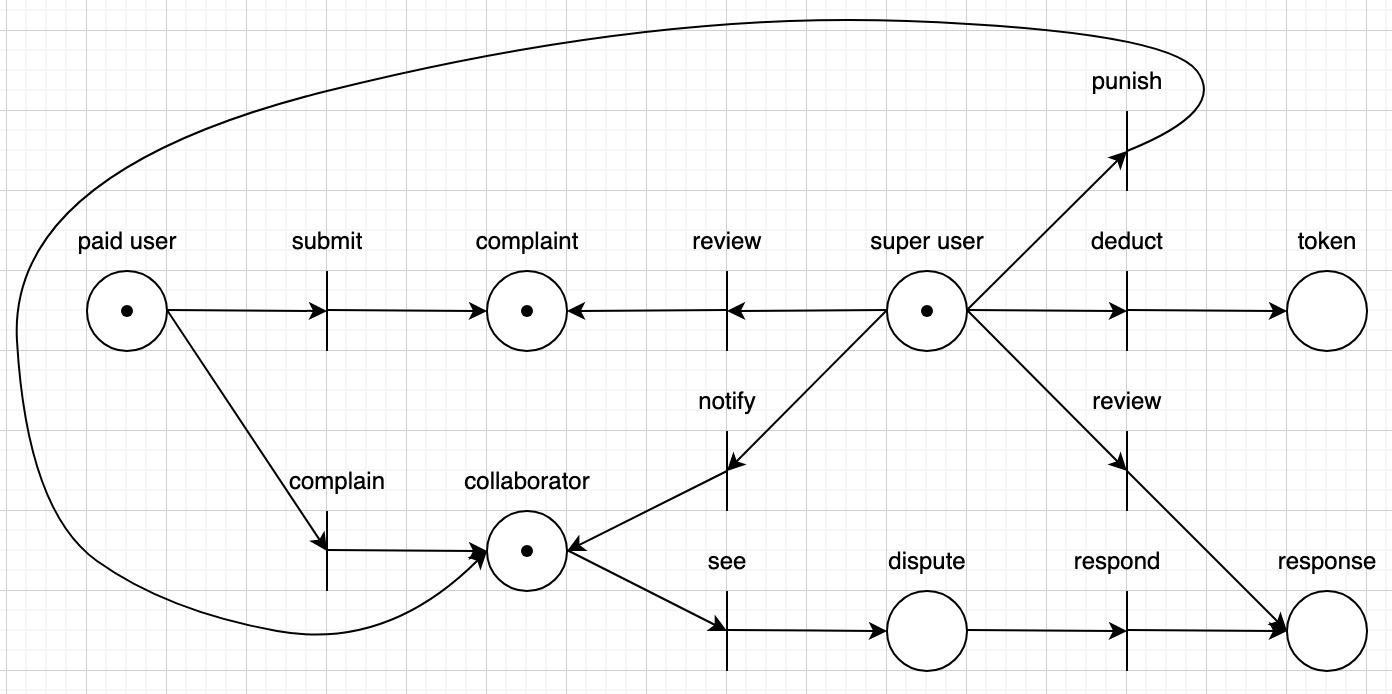 punish
paid user
submit
complaint
review
super user
deduct
token
notify
review
complain
collaborator
see
dispute
respond
response